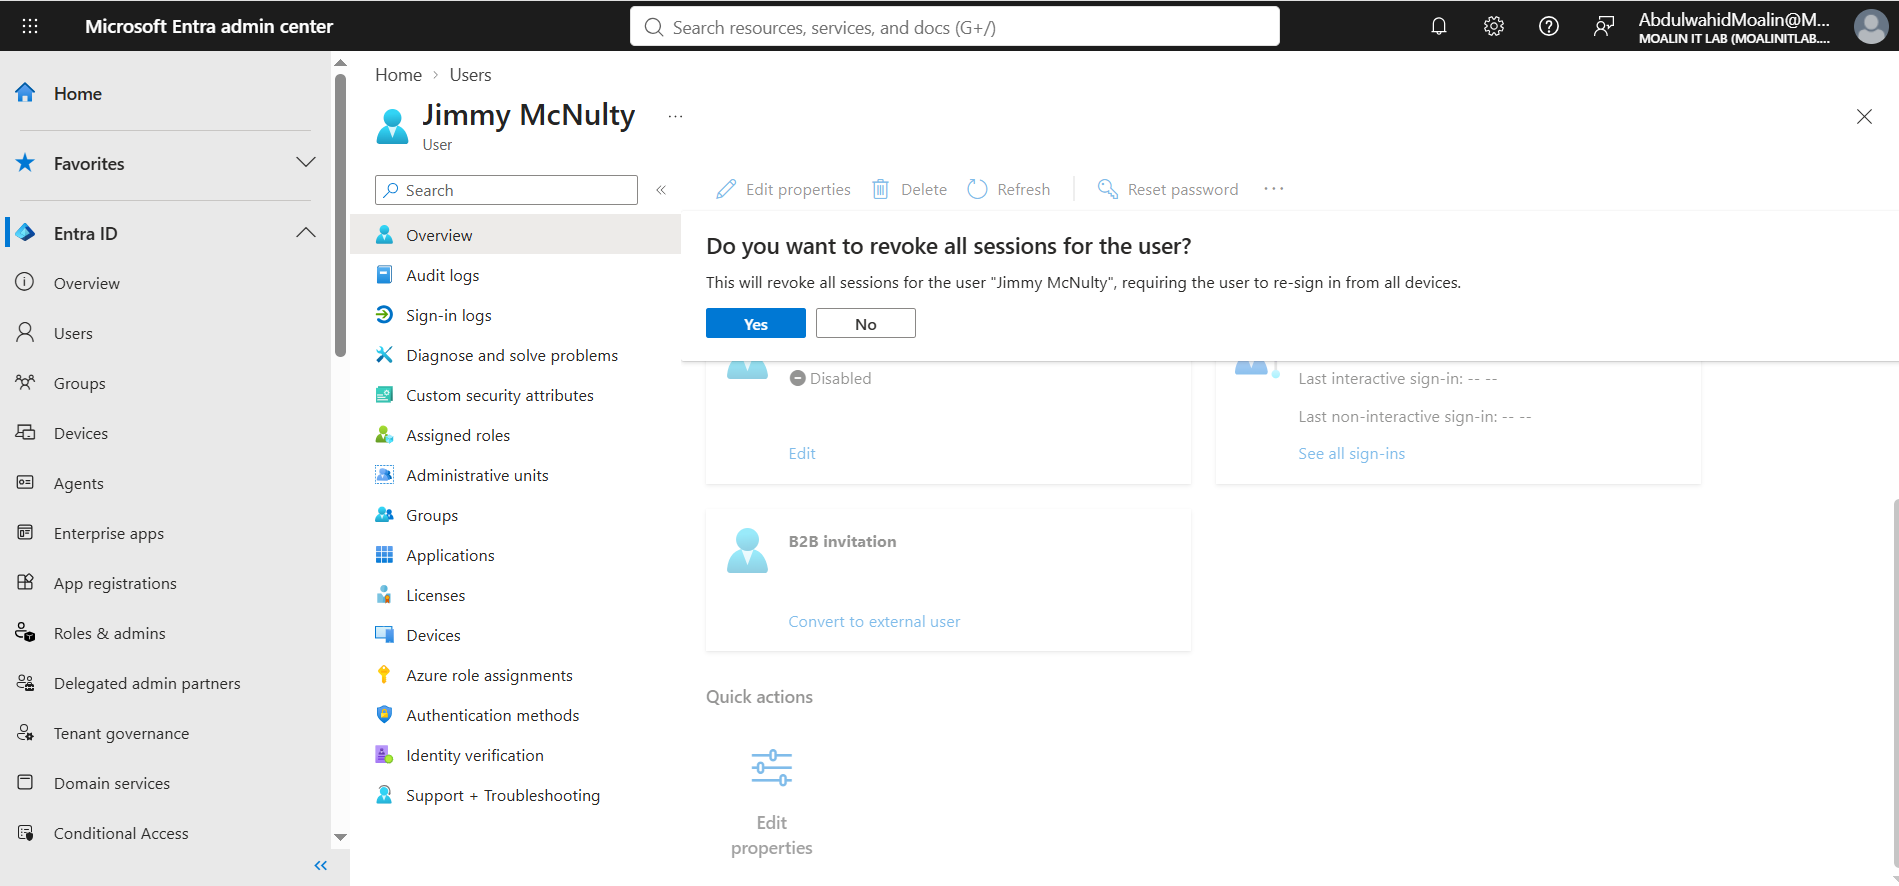 Microsoft Entra admin center
Search resources, services, and docs (G+/)
AbdulwahidMoalin@M...
MOALIN IT LAB (MOALINITLAB....
Home
Favorites
Entra ID
Overview
Users
Groups
Devices
Agents
Enterprise apps
App registrations
Roles & admins
Delegated admin partners
Tenant governance
Domain services
Conditional Access
Home > Users
Jimmy McNulty
...
User
Search
Overview
Audit logs
Sign-in logs
Diagnose and solve problems
Custom security attributes
Assigned roles
Administrative units
Groups
Applications
Licenses
Devices
Azure role assignments
Authentication methods
Identity verification
Support + Troubleshooting
Edit properties Delete Refresh Reset password ...
Do you want to revoke all sessions for the user?
This will revoke all sessions for the user "Jimmy McNulty", requiring the user to re-sign in from all devices.
Yes No
Disabled
Edit
Last interactive sign-in: -- --
Last non-interactive sign-in: -- --
See all sign-ins
B2B invitation
Convert to external user
Quick actions
Edit
properties